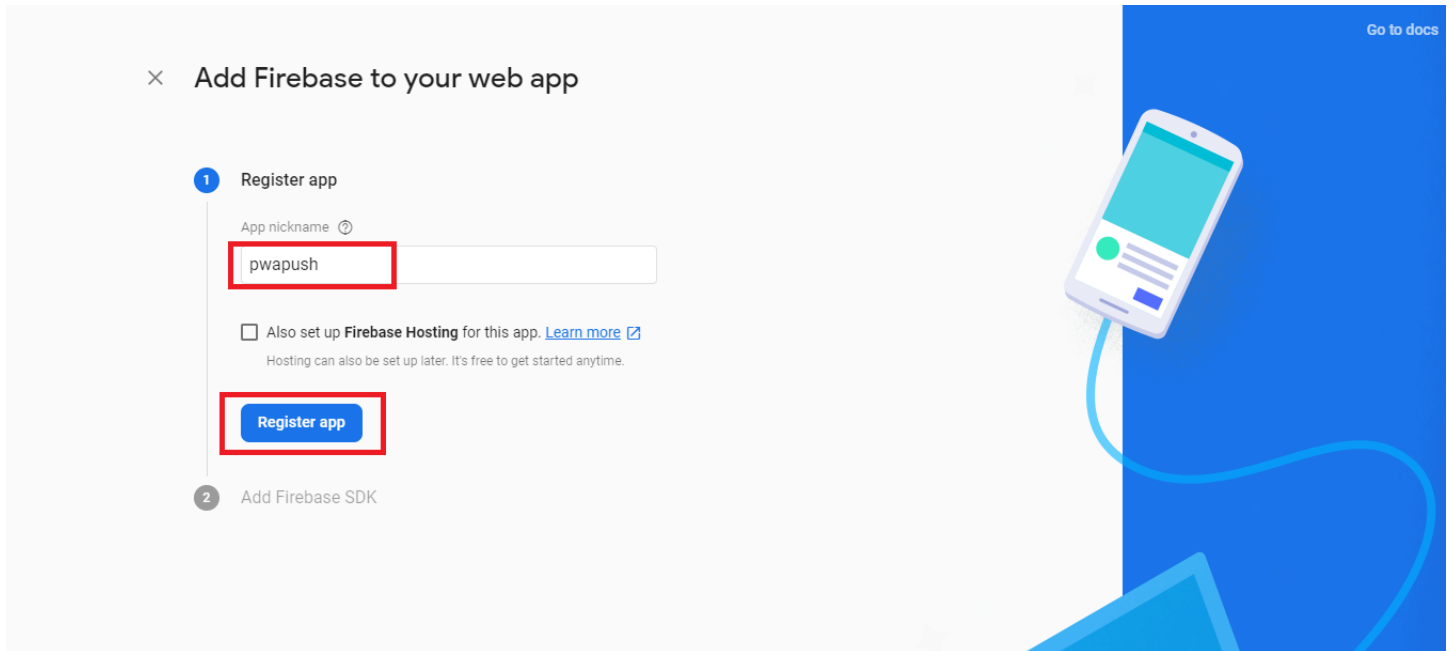 Go to docs
Add Firebase to your web app
1 Register app
App nickname
pwapush
Also set up Firebase Hosting for this app. Learn more
Hosting can also be set up later. It's free to get started anytime.
Register app
2 Add Firebase SDK